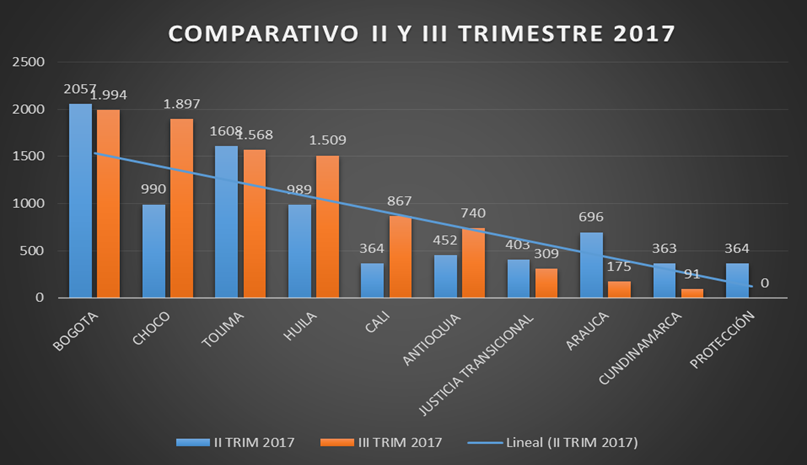 COMPARATIVO II Y III TRIMESTRE 2017
2500
2000
1500
1000
500
0
2057
1.994
990
1.897
1608
1.568
989
1.509
364
867
452
740
403
309
696
175
363
91
364
0
BOGOTA
CHOCO
TOLIMA
HUILA
CALI
ANTIOQUIA
JUSTICIA TRANSICIONAL
ARAUCA
CUNDINAMARCA
PROTECCIÓN
II TRIM 2017
III TRIM 2017
Lineal (II TRIM 2017)